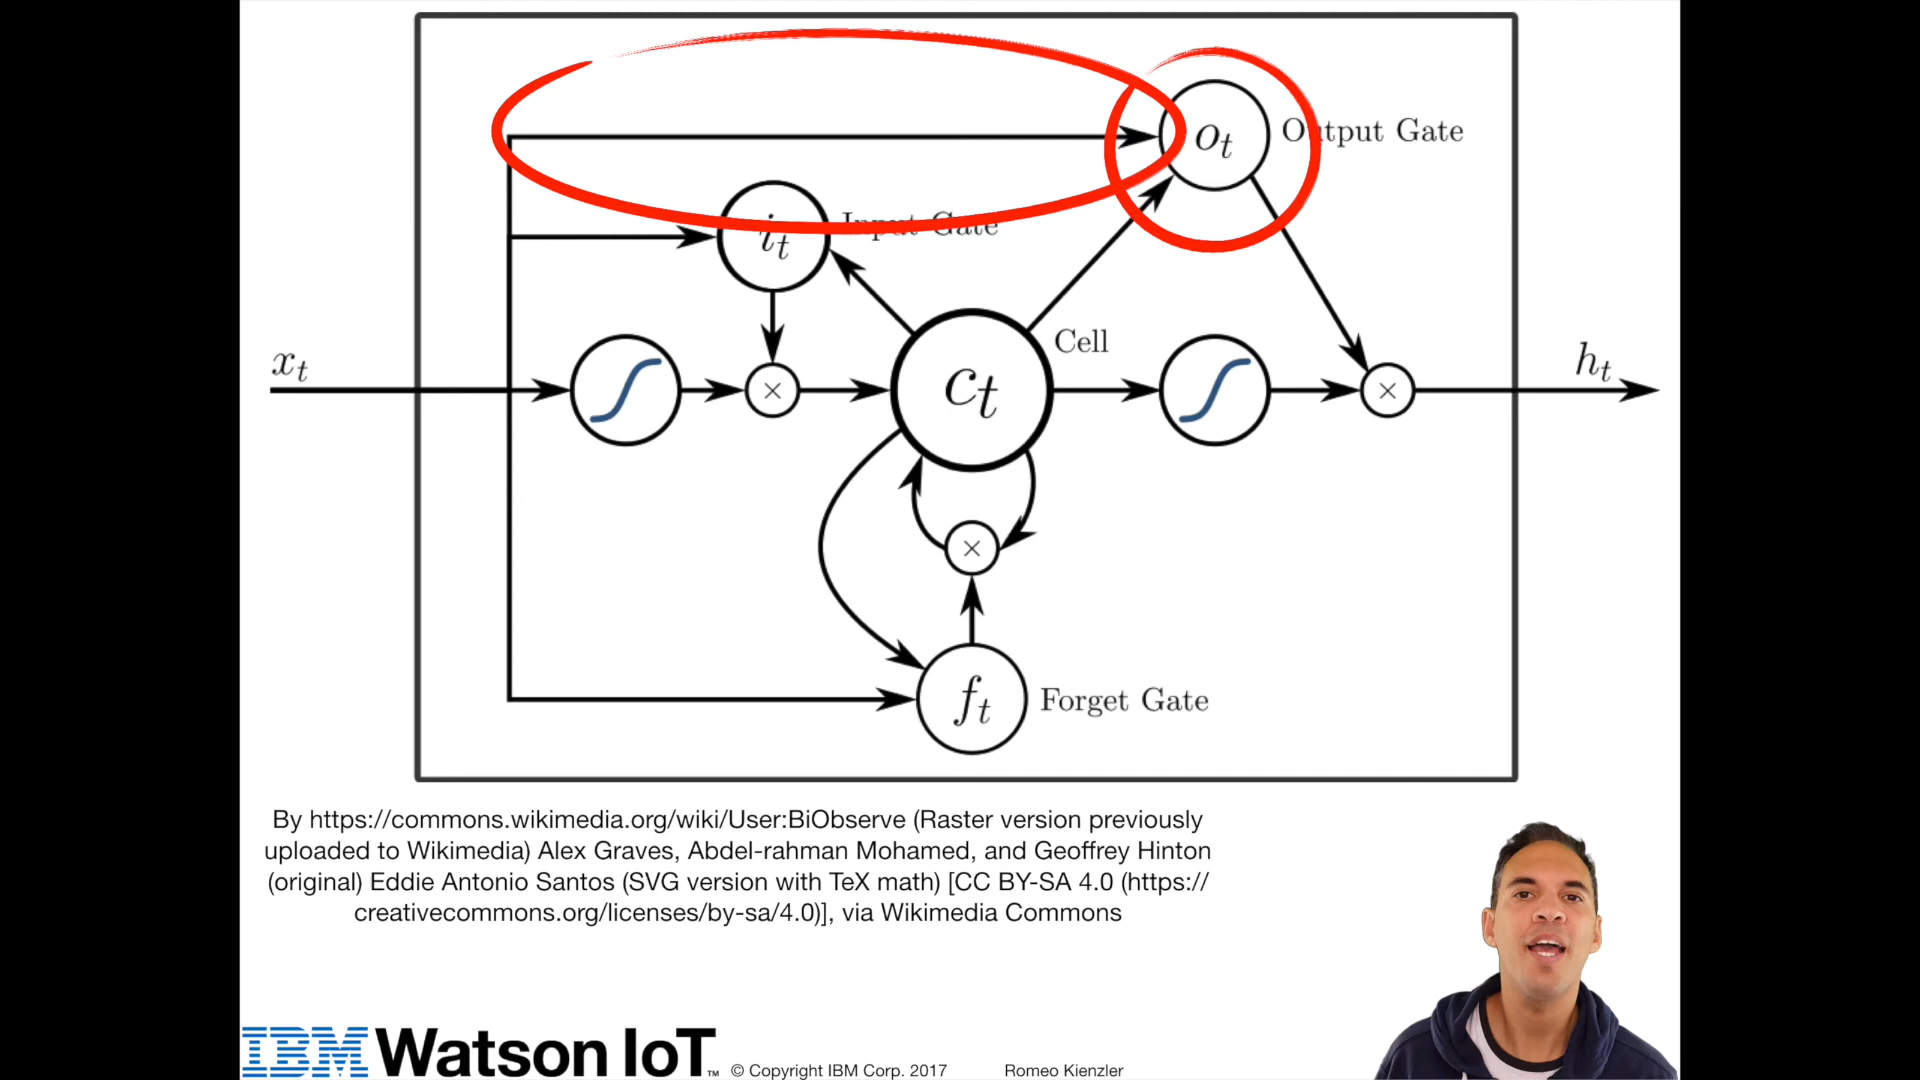 o_t
Output Gate
i_t
Input Gate
x_t
×
c_t
Cell
×
h_t
×
f_t
Forget Gate
By https://commons.wikimedia.org/wiki/User:BiObserve (Raster version previously
uploaded to Wikimedia) Alex Graves, Abdel-rahman Mohamed, and Geoffrey Hinton
(original) Eddie Antonio Santos (SVG version with TeX math) [CC BY-SA 4.0 (https://
creativecommons.org/licenses/by-sa/4.0)], via Wikimedia Commons
IBM Watson IoT™ © Copyright IBM Corp. 2017 Romeo Kienzler